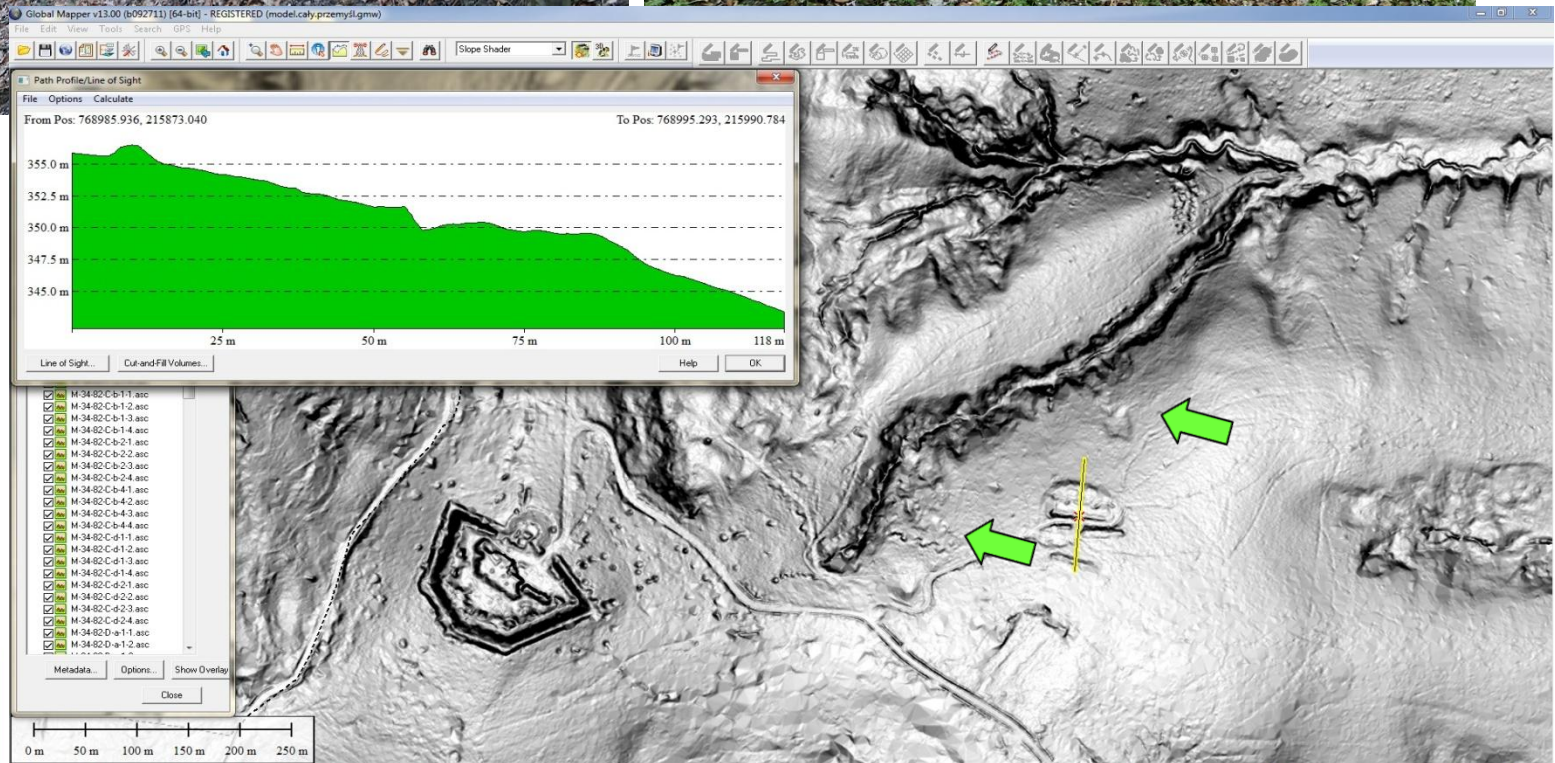 Global Mapper v13.00 (b092711) [64-bit] - REGISTERED (model.cały.przemyśl.gmw)
File Edit View Tools Search GPS Help
Slope Shader
Path Profile/Line of Sight
File Options Calculate
From Pos: 768985.936, 215873.040 To Pos: 768995.293, 215990.784
355.0 m
352.5 m
350.0 m
347.5 m
345.0 m
25 m 50 m 75 m 100 m 118 m
Line of Sight... Cut-and-Fill Volumes... Help OK
M-34-82-C-b-1-1.asc
M-34-82-C-b-1-2.asc
M-34-82-C-b-1-3.asc
M-34-82-C-b-1-4.asc
M-34-82-C-b-2-1.asc
M-34-82-C-b-2-2.asc
M-34-82-C-b-2-3.asc
M-34-82-C-b-2-4.asc
M-34-82-C-b-4-1.asc
M-34-82-C-b-4-2.asc
M-34-82-C-b-4-3.asc
M-34-82-C-b-4-4.asc
M-34-82-C-d-1-1.asc
M-34-82-C-d-1-2.asc
M-34-82-C-d-1-3.asc
M-34-82-C-d-1-4.asc
M-34-82-C-d-2-1.asc
M-34-82-C-d-2-2.asc
M-34-82-C-d-2-3.asc
M-34-82-C-d-2-4.asc
M-34-82-D-a-1-1.asc
M-34-82-D-a-1-2.asc
Metadata... Options... Show Overlay
Close
0 m 50 m 100 m 150 m 200 m 250 m